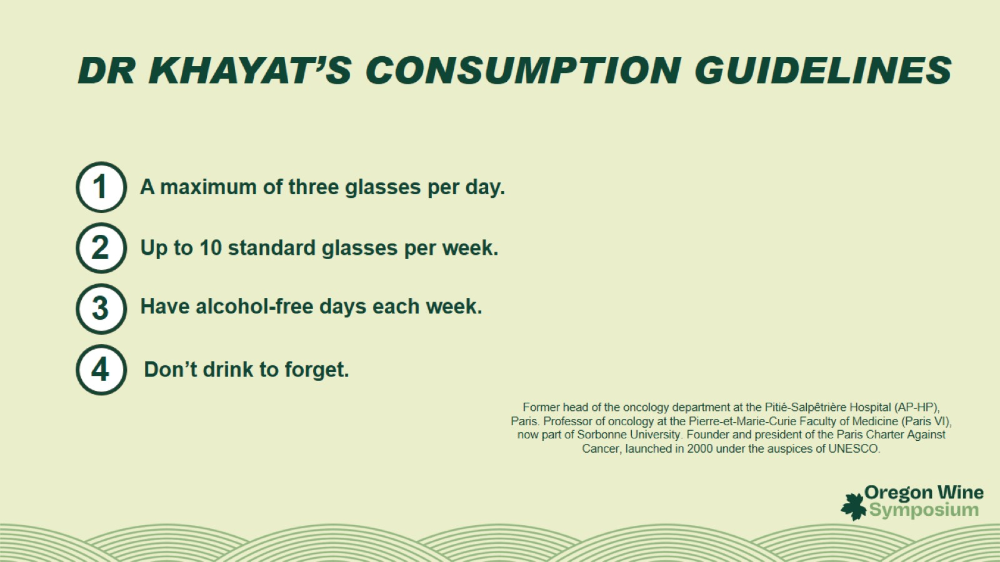 DR KHAYAT’S CONSUMPTION GUIDELINES
1 A maximum of three glasses per day.
2 Up to 10 standard glasses per week.
3 Have alcohol-free days each week.
4 Don’t drink to forget.
Former head of the oncology department at the Pitié-Salpêtrière Hospital (AP-HP),
Paris. Professor of oncology at the Pierre-et-Marie-Curie Faculty of Medicine (Paris VI),
now part of Sorbonne University. Founder and president of the Paris Charter Against
Cancer, launched in 2000 under the auspices of UNESCO.
Oregon Wine
Symposium